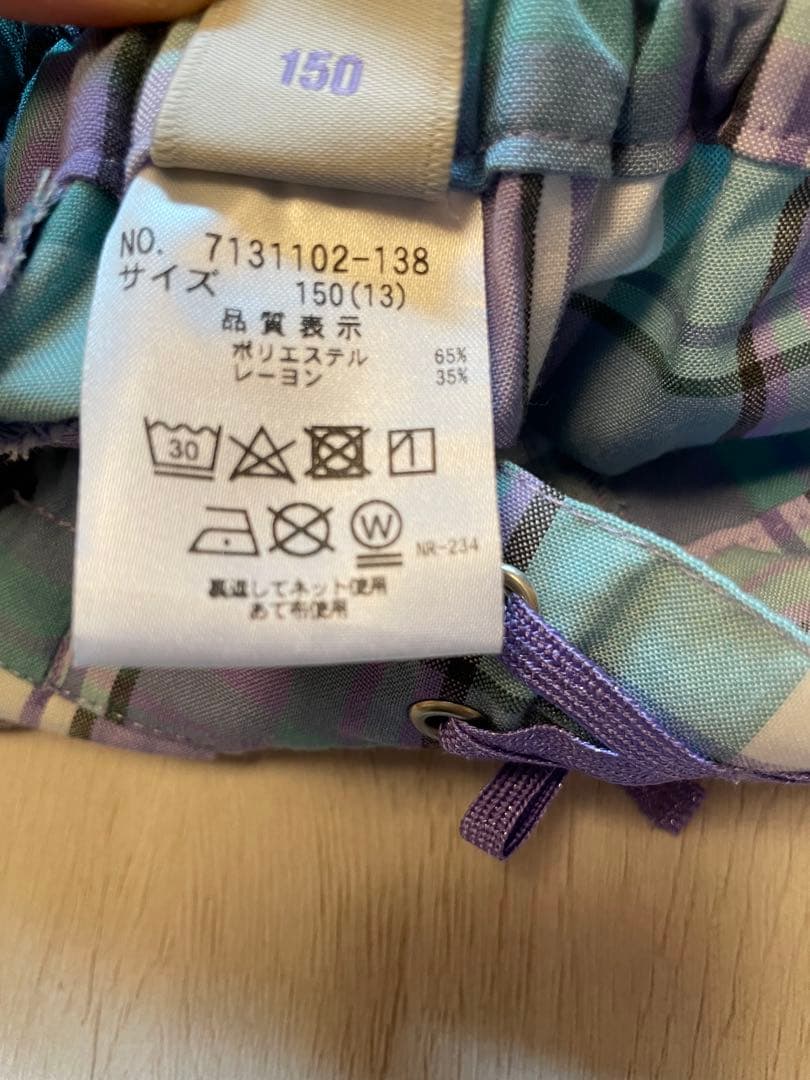 150
NO. 7131102-138
サイズ 150(13)
品質表示
ポリエステル 65%
レーヨン 35%
30
W
NR-234
裏返してネット使用
あて布使用